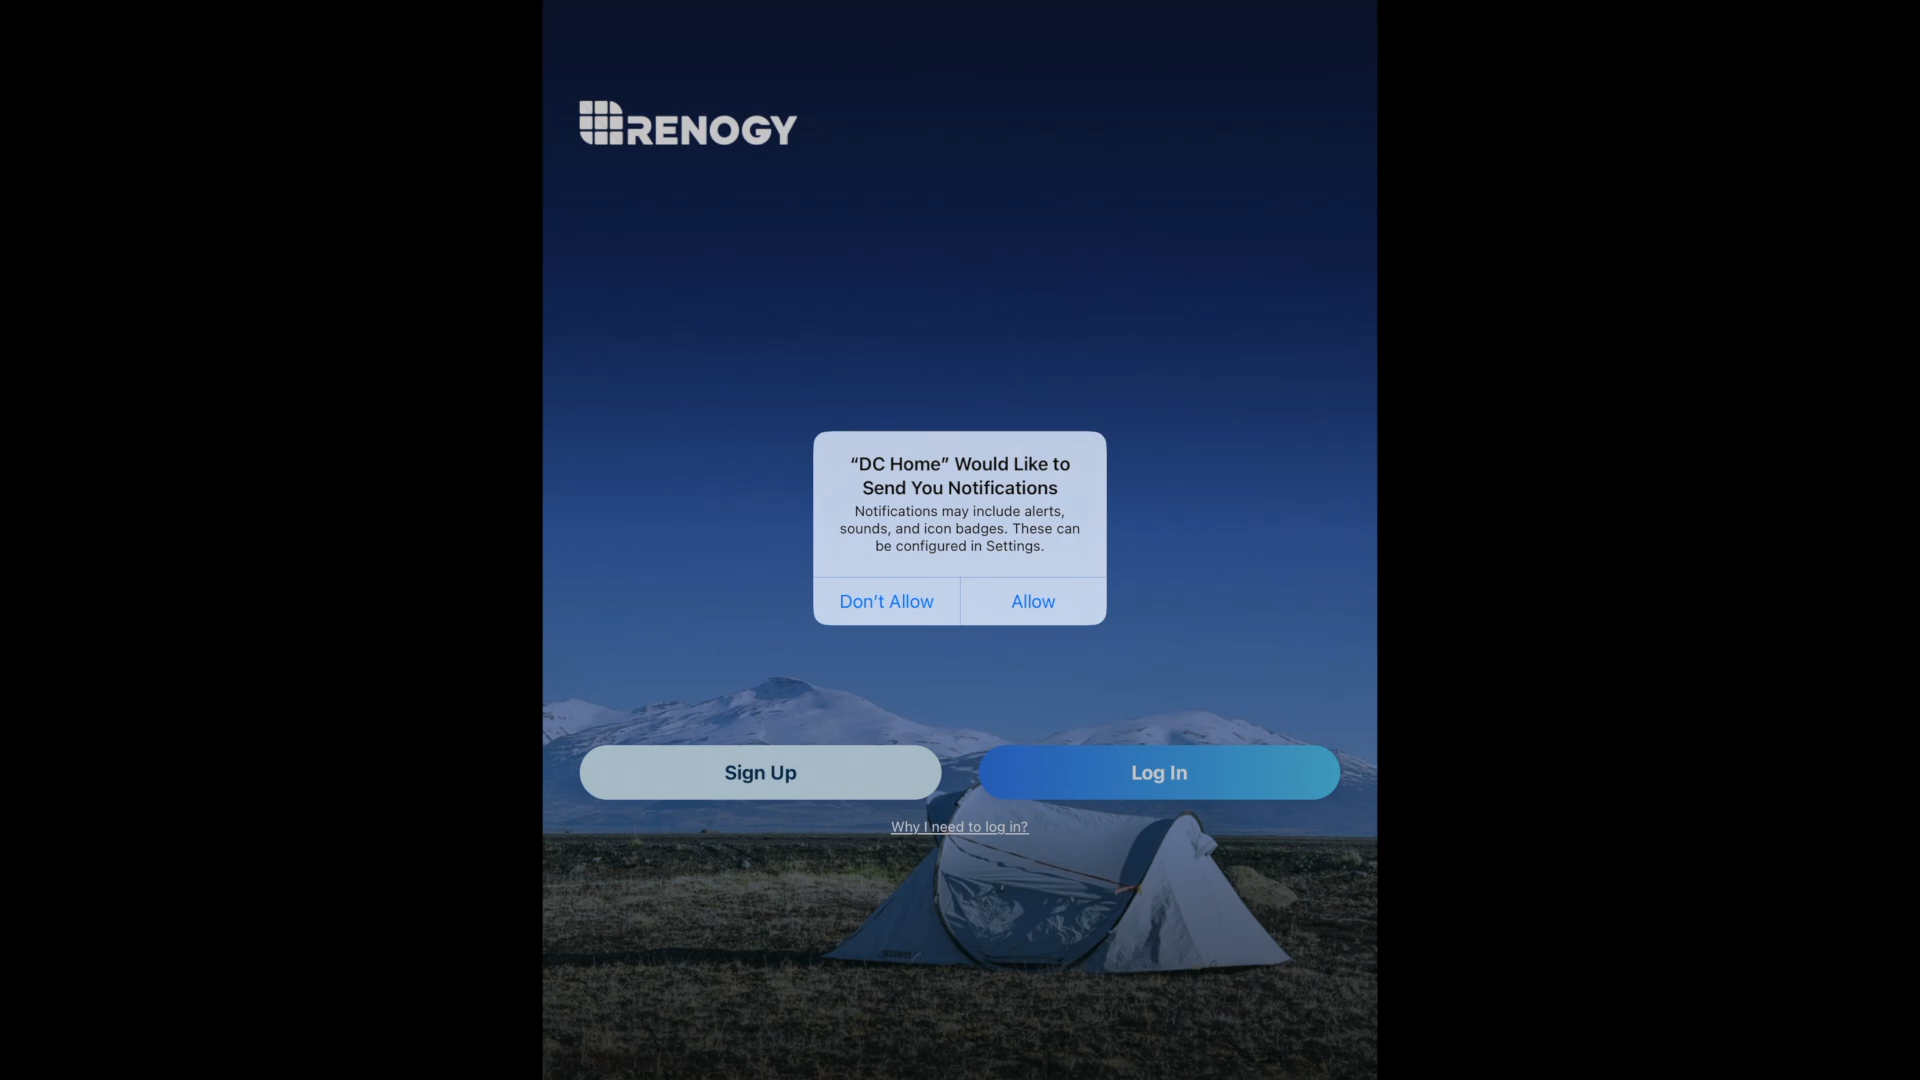 RENOGY
“DC Home” Would Like to
Send You Notifications
Notifications may include alerts,
sounds, and icon badges. These can
be configured in Settings.
Don’t Allow
Allow
Sign Up
Log In
Why I need to log in?